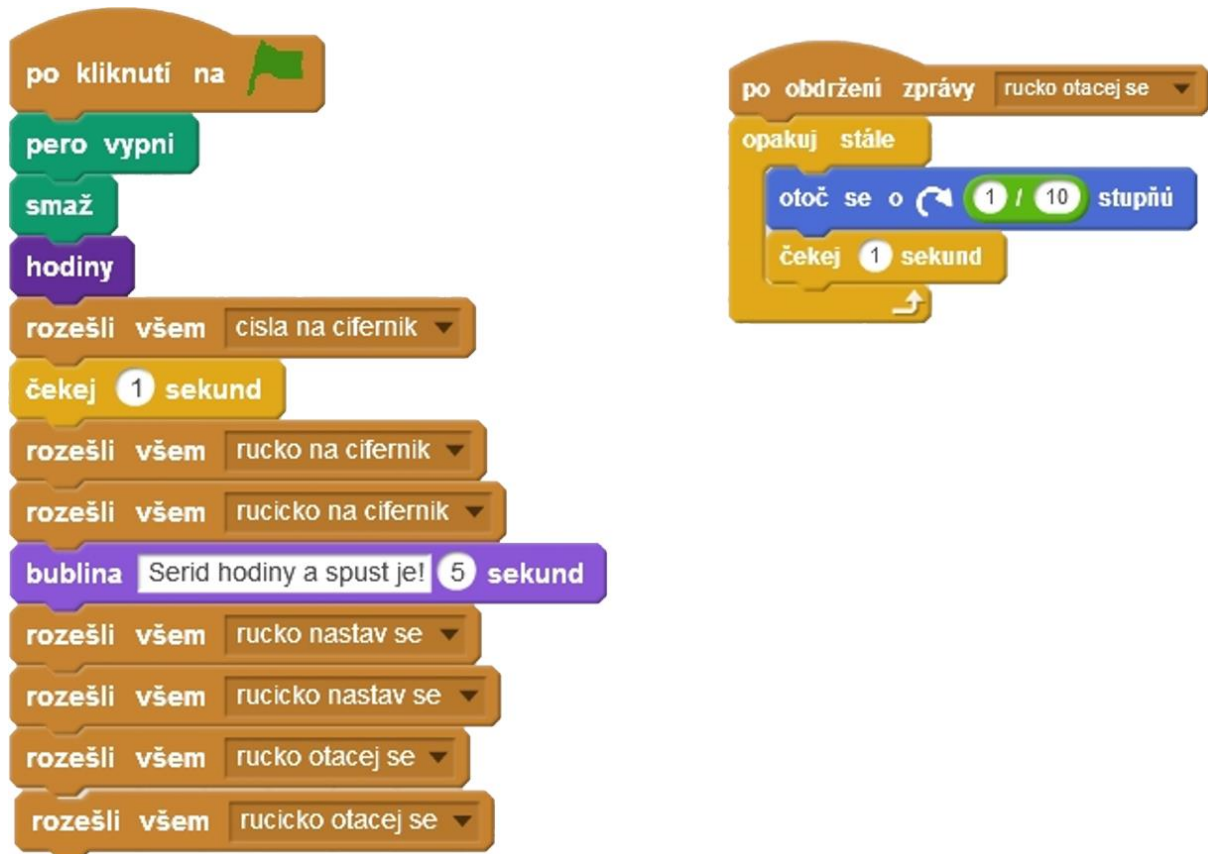 po kliknutí na
pero vypni
smaž
hodiny
rozešli všem cisla na cifernik
čekej 1 sekund
rozešli všem rucko na cifernik
rozešli všem rucicko na cifernik
bublina Serid hodiny a spust je! 5 sekund
rozešli všem rucko nastav se
rozešli všem rucicko nastav se
rozešli všem rucko otacej se
rozešli všem rucicko otacej se
po obdržení zprávy rucko otacej se
opakuj stále
otoč se o 1 / 10 stupňů
čekej 1 sekund